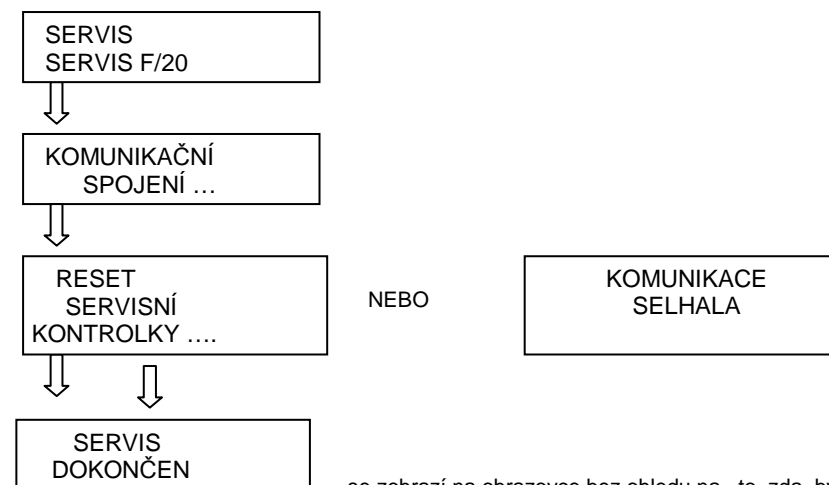 SERVIS
SERVIS F/20
KOMUNIKAČNÍ
SPOJENÍ …
RESET
SERVISNÍ
KONTROLKY ….
NEBO
KOMUNIKACE
SELHALA
SERVIS
DOKONČEN
se zobrazí na obrazovce bez ohledu na to, zda